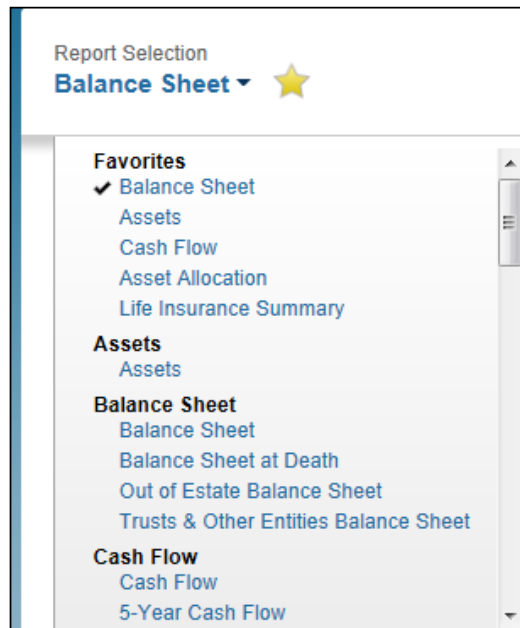 Report Selection
Balance Sheet
Favorites
Balance Sheet
Assets
Cash Flow
Asset Allocation
Life Insurance Summary
Assets
Assets
Balance Sheet
Balance Sheet
Balance Sheet at Death
Out of Estate Balance Sheet
Trusts & Other Entities Balance Sheet
Cash Flow
Cash Flow
5-Year Cash Flow